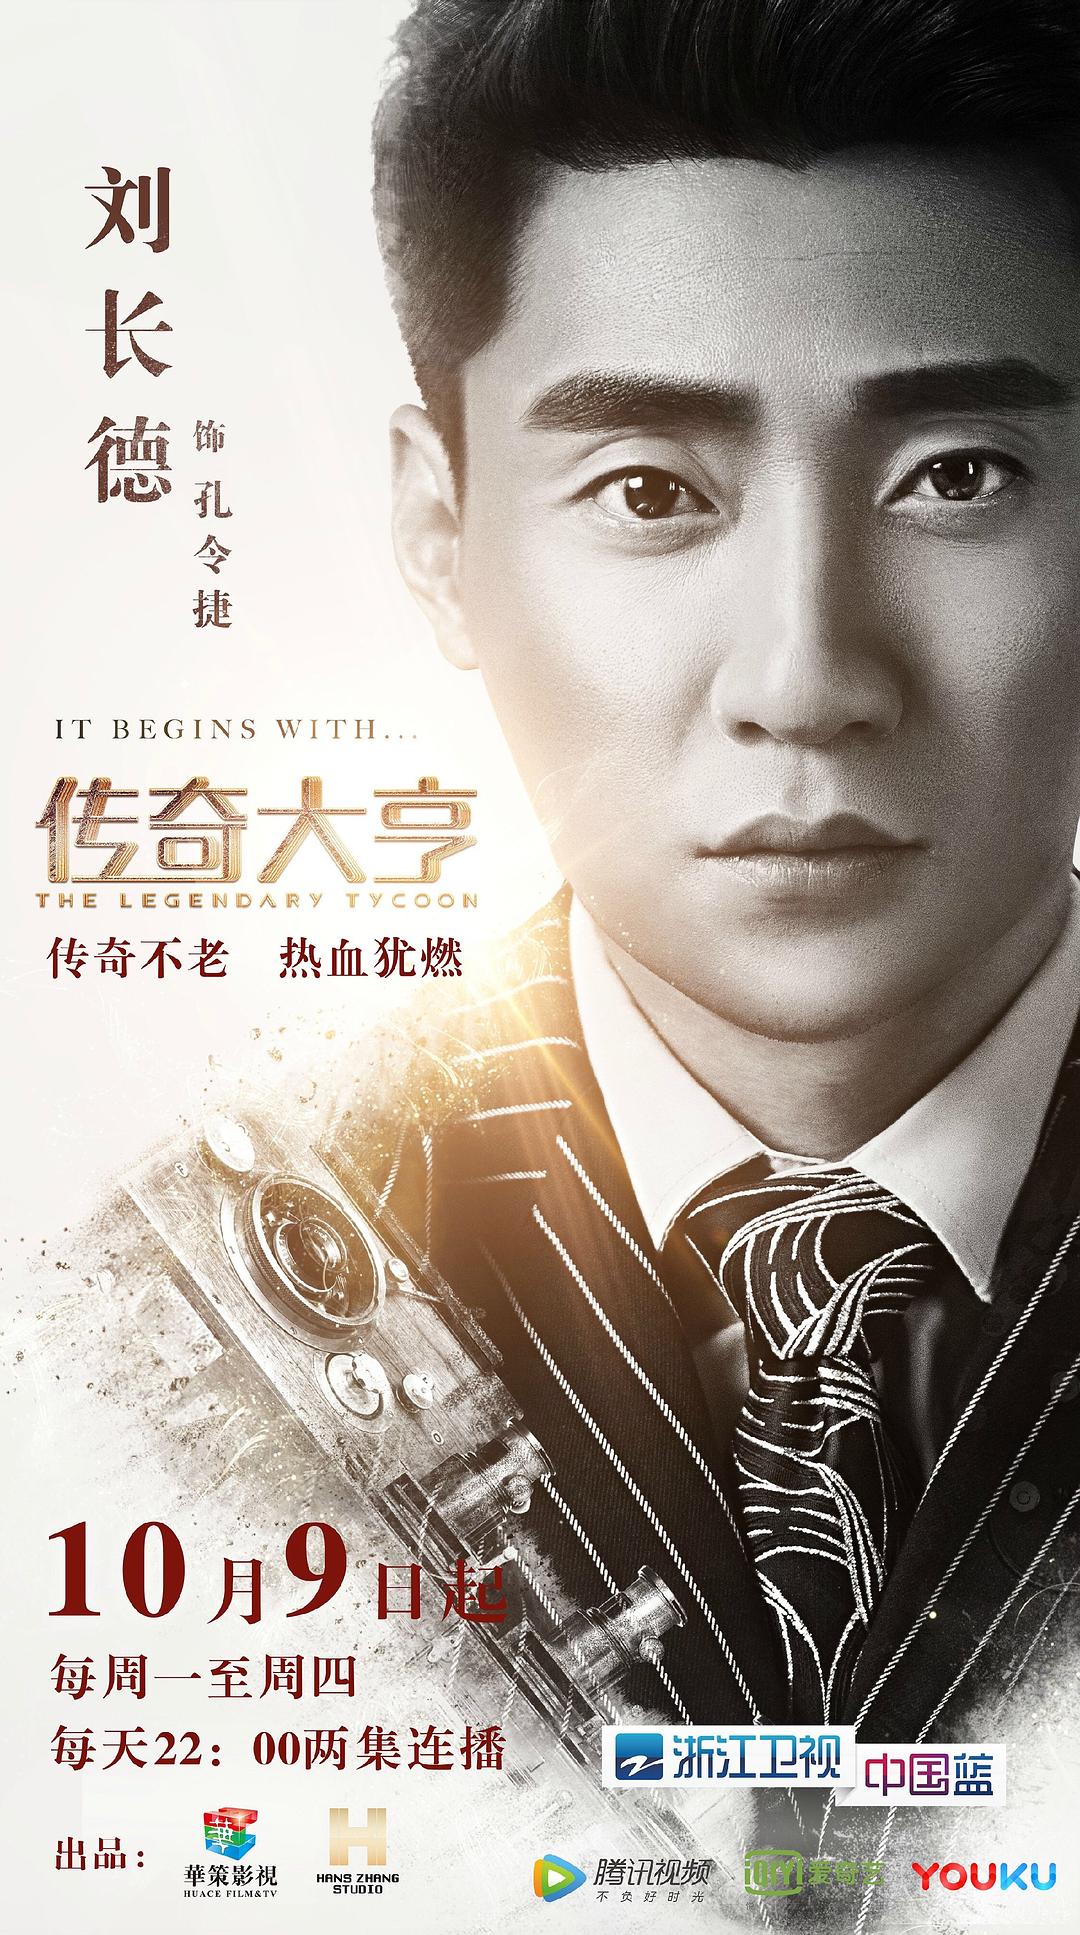 刘长德
饰 孔令捷
IT BEGINS WITH...
传奇大亨
THE LEGENDARY TYCOON
传奇不老 热血犹燃
10月9日起
每周一至周四
每天22：00两集连播
浙江卫视
中国蓝
出品：
華策影視
HUACE FILM&TV
HANS ZHANG
STUDIO
腾讯视频
不负好时光
iQIYI 爱奇艺
YOUKU